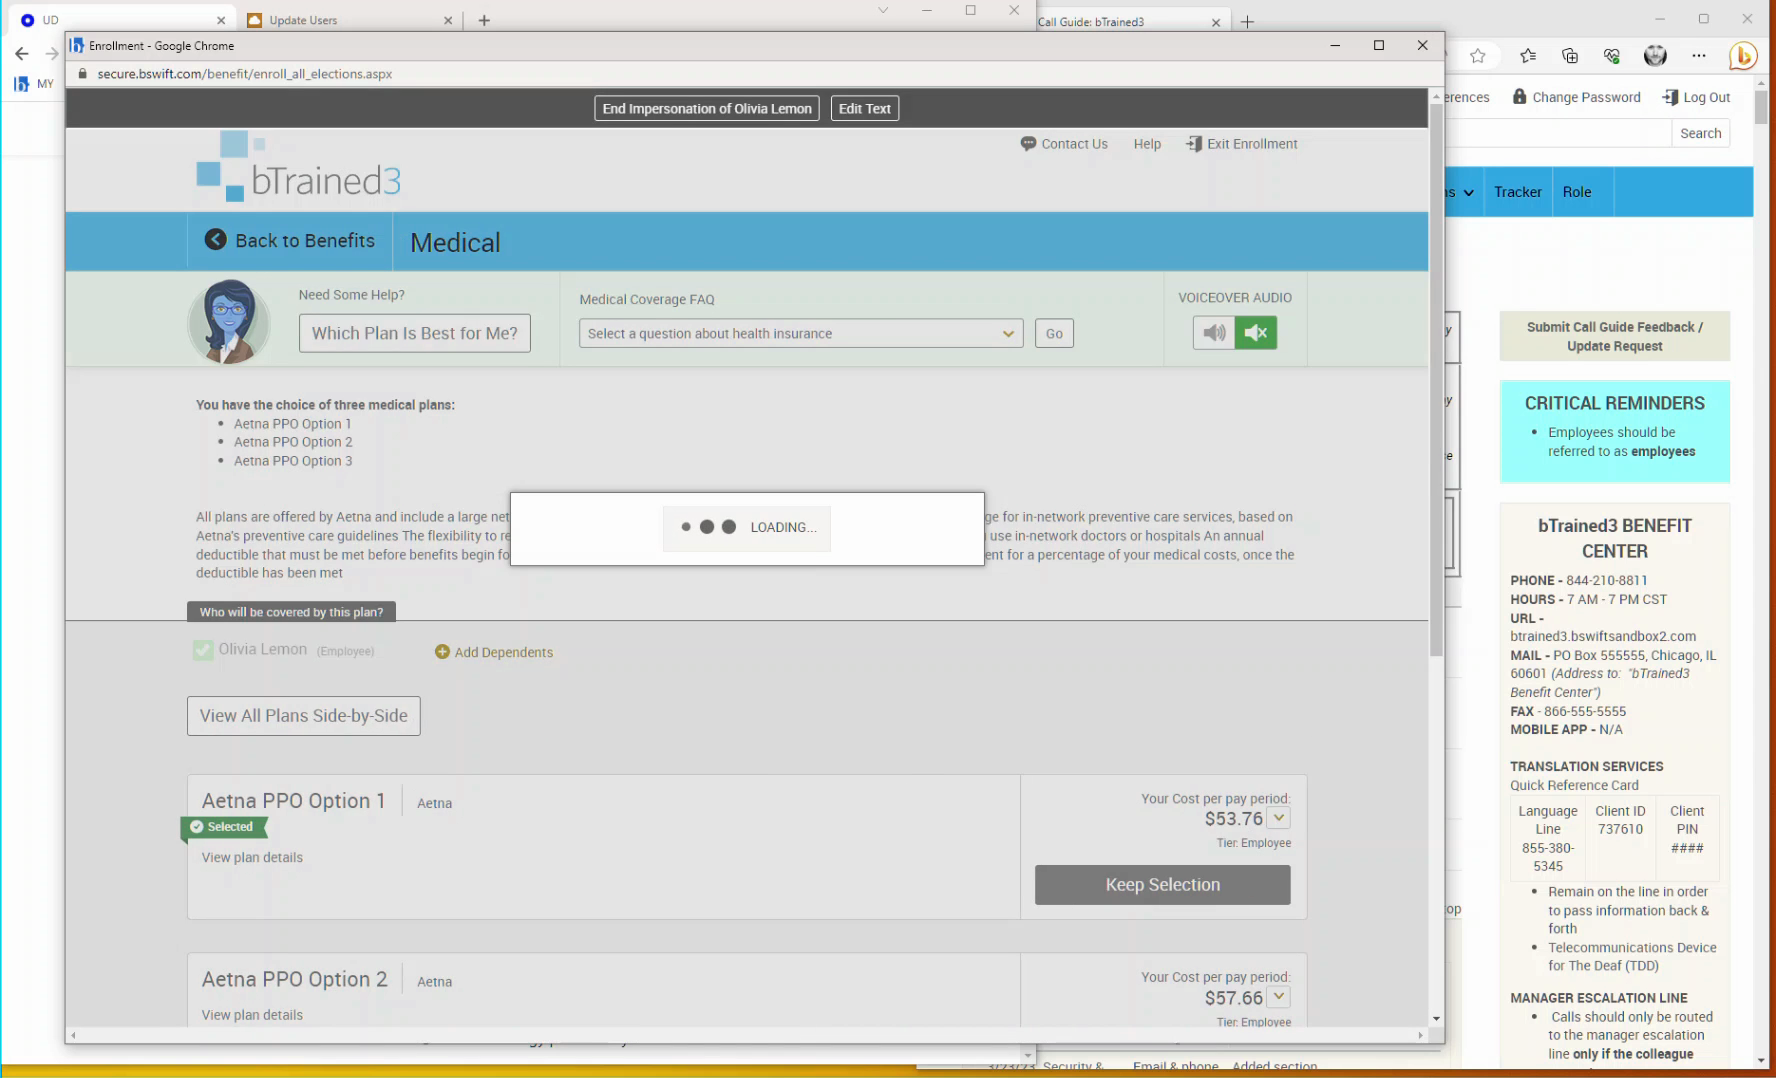 UD
Update Users
Call Guide: bTrained3
MY
Enrollment - Google Chrome
secure.bswift.com/benefit/enroll_all_elections.aspx
End Impersonation of Olivia Lemon
Edit Text
bTrained3
Contact Us
Help
Exit Enrollment
Back to Benefits
Medical
Need Some Help?
Which Plan Is Best for Me?
Medical Coverage FAQ
Select a question about health insurance
Go
VOICEOVER AUDIO
You have the choice of three medical plans:
Aetna PPO Option 1
Aetna PPO Option 2
Aetna PPO Option 3
All plans are offered by Aetna and include a large net
ge for in-network preventive care services, based on
Aetna's preventive care guidelines The flexibility to re
use in-network doctors or hospitals An annual
deductible that must be met before benefits begin fo
ent for a percentage of your medical costs, once the
deductible has been met
LOADING...
Who will be covered by this plan?
Olivia Lemon (Employee)
Add Dependents
View All Plans Side-by-Side
Aetna PPO Option 1
Aetna
Selected
View plan details
Your Cost per pay period:
$53.76
Tier: Employee
Keep Selection
Aetna PPO Option 2
Aetna
View plan details
Your Cost per pay period:
$57.66
Tier: Employee
erences
Change Password
Log Out
Search
ns
Tracker
Role
Submit Call Guide Feedback /
Update Request
CRITICAL REMINDERS
Employees should be
referred to as employees
bTrained3 BENEFIT
CENTER
PHONE - 844-210-8811
HOURS - 7 AM - 7 PM CST
URL -
btrained3.bswiftsandbox2.com
MAIL - PO Box 555555, Chicago, IL
60601 (Address to: "bTrained3
Benefit Center")
FAX - 866-555-5555
MOBILE APP - N/A
TRANSLATION SERVICES
Quick Reference Card
Language
Line
855-380-
5345
Client ID
737610
Client
PIN
####
Remain on the line in order
to pass information back &
forth
Telecommunications Device
for The Deaf (TDD)
MANAGER ESCALATION LINE
Calls should only be routed
to the manager escalation
line only if the colleague
3/23/23
Security &
Email & phone
Added section